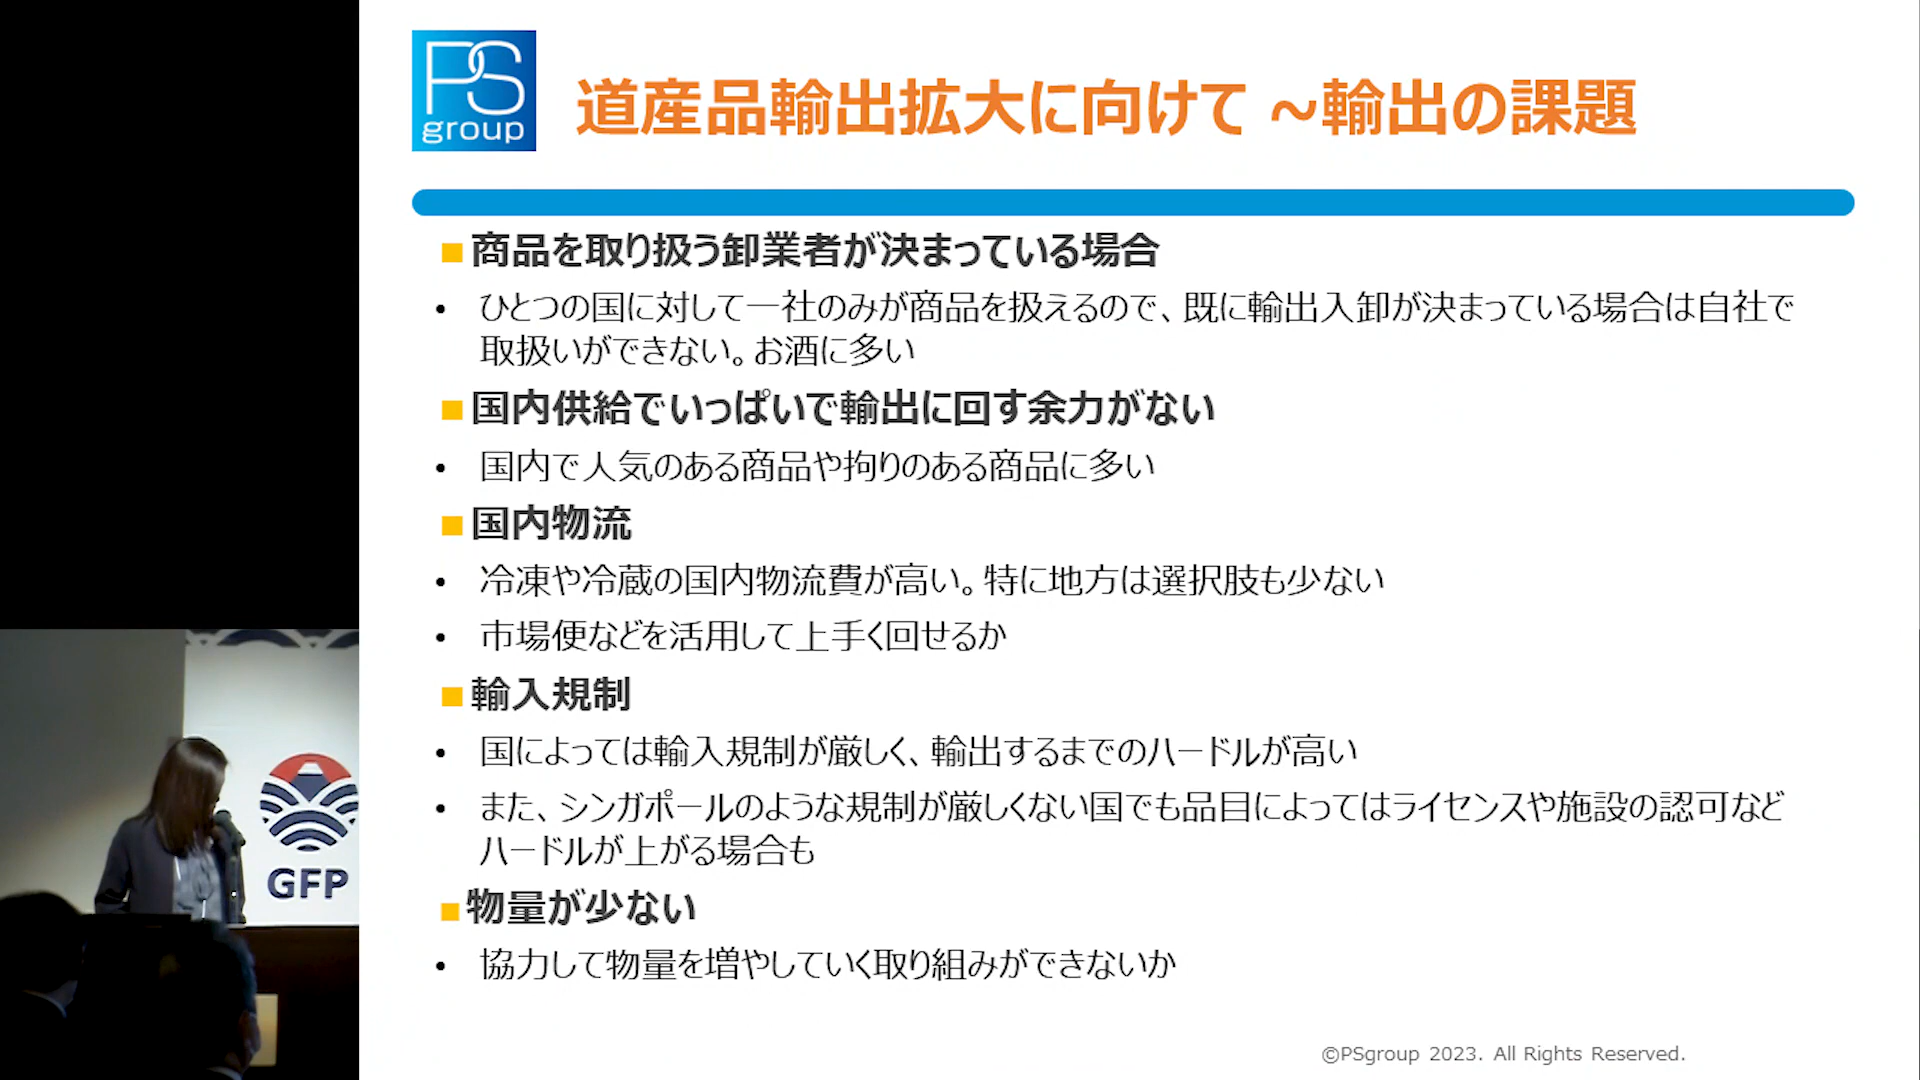 PS
group
道産品輸出拡大に向けて ~輸出の課題
■商品を取り扱う卸業者が決まっている場合
• ひとつの国に対して一社のみが商品を扱えるので、既に輸出入卸が決まっている場合は自社で
取扱いができない。お酒に多い
■国内供給でいっぱいで輸出に回す余力がない
• 国内で人気のある商品や拘りのある商品に多い
■国内物流
• 冷凍や冷蔵の国内物流費が高い。特に地方は選択肢も少ない
• 市場便などを活用して上手く回せるか
■輸入規制
• 国によっては輸入規制が厳しく、輸出するまでのハードルが高い
• また、シンガポールのような規制が厳しくない国でも品目によってはライセンスや施設の認可など
ハードルが上がる場合も
■物量が少ない
• 協力して物量を増やしていく取り組みができないか
GFP
©PSgroup 2023. All Rights Reserved.